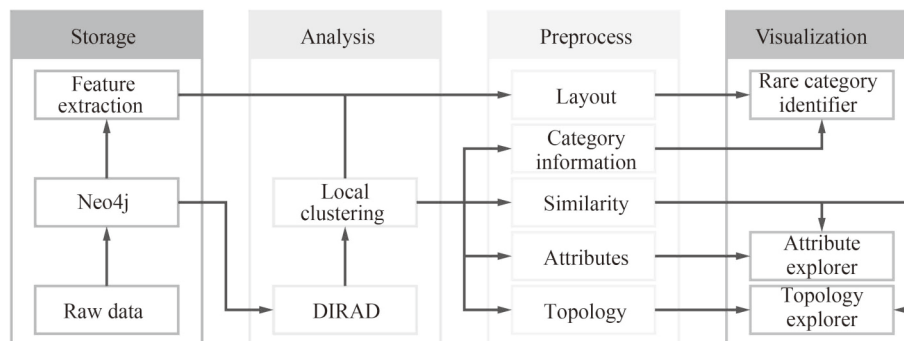 Storage
Feature
extraction
Neo4j
Raw data
Analysis
Local
clustering
DIRAD
Preprocess
Layout
Category
information
Similarity
Attributes
Topology
Visualization
Rare category
identifier
Attribute
explorer
Topology
explorer